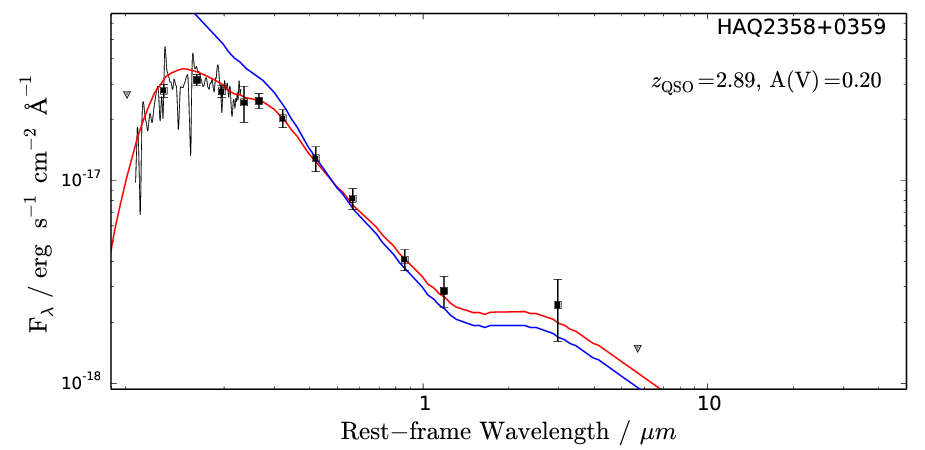 HAQ2358+0359
z_QSO=2.89, A(V)=0.20
F_λ / erg s⁻¹ cm⁻² Å⁻¹
10⁻¹⁷
10⁻¹⁸
1 10
Rest−frame Wavelength / μm